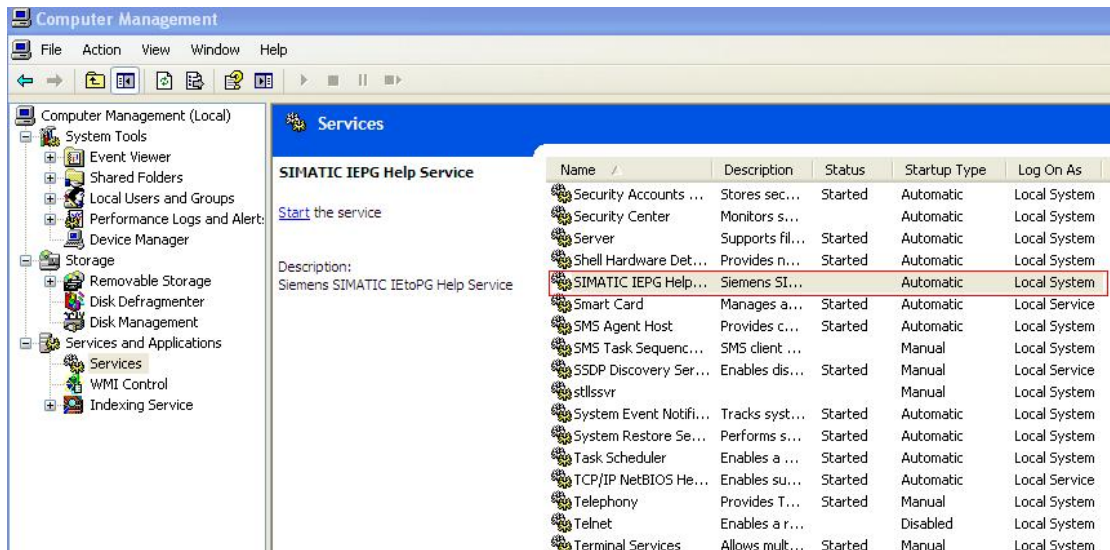 Computer Management
File Action View Window Help
Computer Management (Local)
System Tools
Event Viewer
Shared Folders
Local Users and Groups
Performance Logs and Alert:
Device Manager
Storage
Removable Storage
Disk Defragmenter
Disk Management
Services and Applications
Services
WMI Control
Indexing Service
Services
SIMATIC IEPG Help Service
Start the service
Description:
Siemens SIMATIC IEtoPG Help Service
Name Description Status Startup Type Log On As
Security Accounts ... Stores sec... Started Automatic Local System
Security Center Monitors s... Automatic Local System
Server Supports fil... Started Automatic Local System
Shell Hardware Det... Provides n... Started Automatic Local System
SIMATIC IEPG Help... Siemens SI... Automatic Local System
Smart Card Manages a... Started Automatic Local Service
SMS Agent Host Provides c... Started Automatic Local System
SMS Task Sequenc... SMS client ... Manual Local System
SSDP Discovery Ser... Enables dis... Started Manual Local Service
stllssvr Manual Local System
System Event Notifi... Tracks syst... Started Automatic Local System
System Restore Se... Performs s... Started Automatic Local System
Task Scheduler Enables a ... Started Automatic Local System
TCP/IP NetBIOS He... Enables su... Started Automatic Local Service
Telephony Provides T... Started Manual Local System
Telnet Enables a r... Disabled Local System
Terminal Services Allows mult... Started Manual Local System